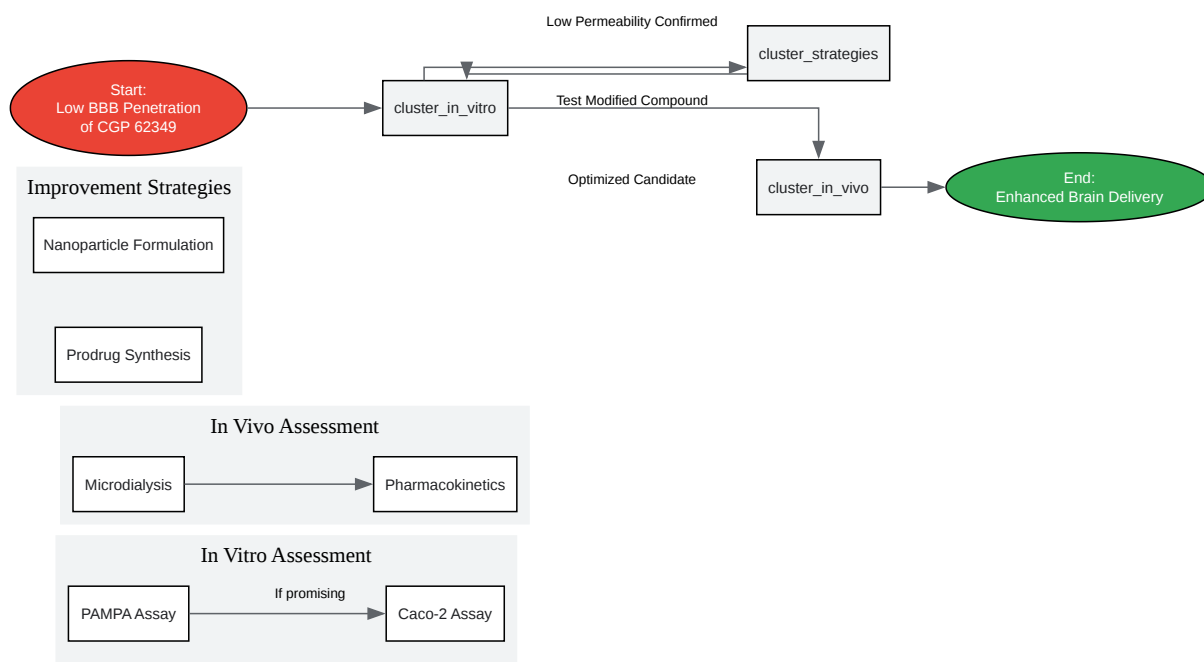 Low Permeability Confirmed
cluster_strategies
Start:
Low BBB Penetration
of CGP 62349
cluster_in_vitro
Test Modified Compound
Optimized Candidate
cluster_in_vivo
End:
Enhanced Brain Delivery
Improvement Strategies
Nanoparticle Formulation
Prodrug Synthesis
In Vivo Assessment
Microdialysis
Pharmacokinetics
In Vitro Assessment
PAMPA Assay
If promising
Caco-2 Assay